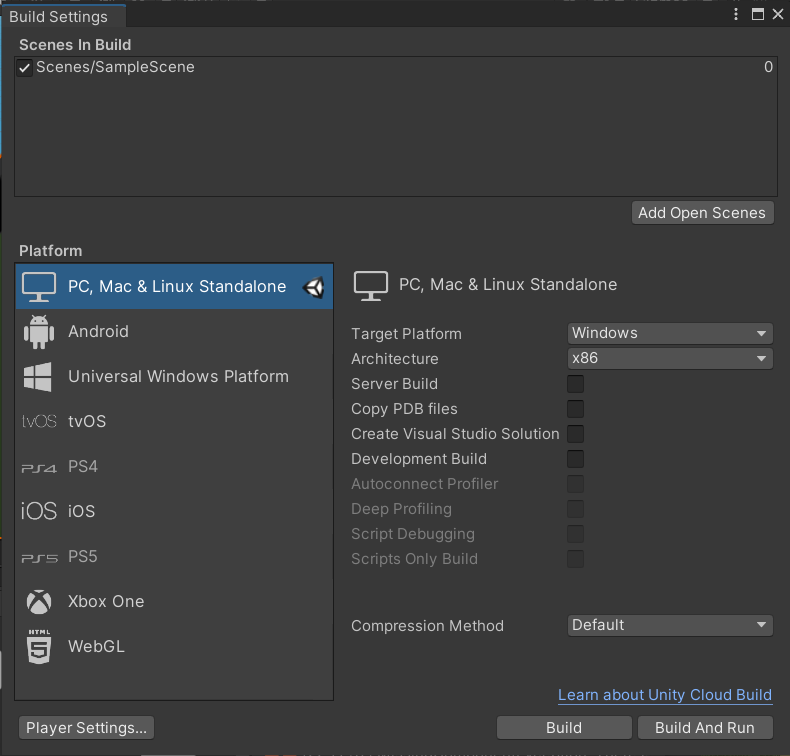 Build Settings
Scenes In Build
Scenes/SampleScene 0
Add Open Scenes
Platform
PC, Mac & Linux Standalone
Android
Universal Windows Platform
tvOS tvOS
PS4 PS4
iOS iOS
PS5 PS5
Xbox One
HTML 5 WebGL
PC, Mac & Linux Standalone
Target Platform Windows
Architecture x86
Server Build
Copy PDB files
Create Visual Studio Solution
Development Build
Autoconnect Profiler
Deep Profiling
Script Debugging
Scripts Only Build
Compression Method Default
Learn about Unity Cloud Build
Player Settings... Build Build And Run